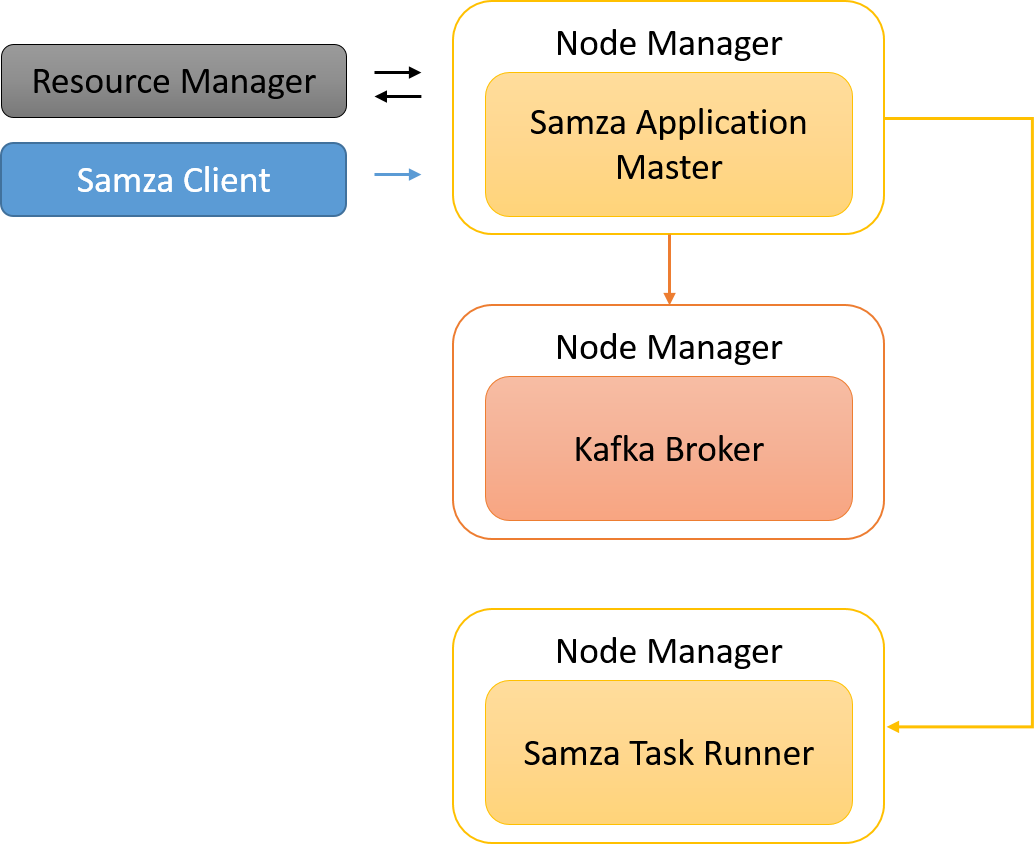 Resource Manager
Samza Client
Node Manager
Samza Application
Master
Node Manager
Kafka Broker
Node Manager
Samza Task Runner